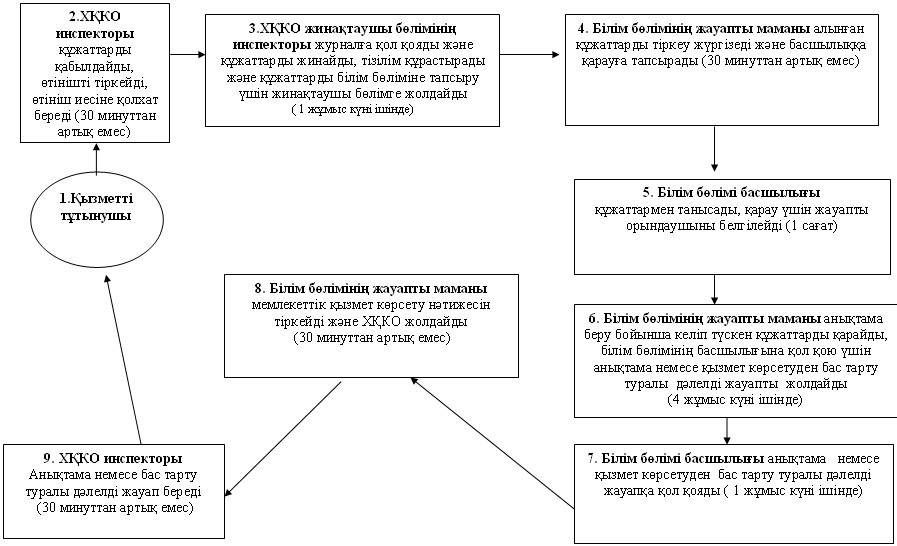 1.Қызметті
тұтынушы
2.ХҚКО
инспекторы
құжаттарды
қабылдайды,
өтінішті тіркейді,
өтініш иесіне қолхат
береді (30 минуттан
артық емес)
3.ХҚКО жинақтаушы бөлімінің
инспекторы журналға қол қояды және
құжаттарды жинайды, тізілім құрастырады
және құжаттарды білім бөліміне тапсыру
үшін жинақтаушы бөлімге жолдайды
(1 жұмыс күні ішінде)
4. Білім бөлімінің жауапты маманы алынған
құжаттарды тіркеу жүргізеді және басшылыққа
қарауға тапсырады (30 минуттан артық емес)
5. Білім бөлімі басшылығы
құжаттармен танысады, қарау үшін жауапты
орындаушыны белгілейді (1 сағат)
6. Білім бөлімінің жауапты маманы анықтама
беру бойынша келіп түскен құжаттарды қарайды,
білім бөлімінің басшылығына қол қою үшін
анықтама немесе қызмет көрсетуден бас тарту
туралы дәлелді жауапты жолдайды
(4 жұмыс күні ішінде)
7. Білім бөлімі басшылығы анықтама немесе
қызмет көрсетуден бас тарту туралы дәлелді
жауапқа қол қояды ( 1 жұмыс күні ішінде)
8. Білім бөлімінің жауапты маманы
мемлекеттік қызмет көрсету нәтижесін
тіркейді және ХҚКО жолдайды
(30 минуттан артық емес)
9. ХҚКО инспекторы
Анықтама немесе бас тарту
туралы дәлелді жауап береді
(30 минуттан артық емес)